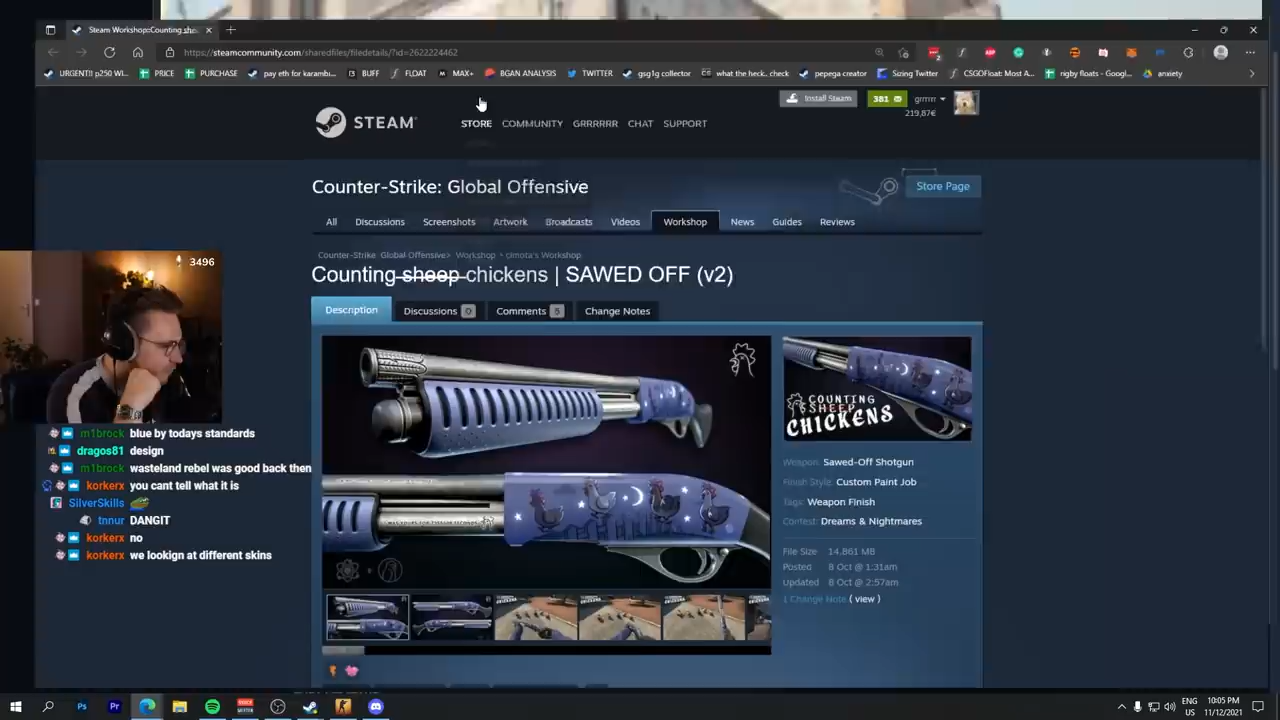 Steam Workshop::Counting she
https://steamcommunity.com/sharedfiles/filedetails/?id=2622224462
URGENT!! p250 WI... PRICE PURCHASE pay eth for karambi... BUFF FLOAT MAX+ BGAN ANALYSIS TWITTER gsg1g collector what the heck.. check pepega creator Sizing Twitter CSGOFloat: Most A... rigby floats - Googl... anxiety
Install Steam 381 grrrrr
219,87€
STEAM
STORE COMMUNITY GRRRRRR CHAT SUPPORT
Counter-Strike: Global Offensive
Store Page
All Discussions Screenshots Artwork Broadcasts Videos Workshop News Guides Reviews
Counter-Strike: Global Offensive > Workshop > cimota's Workshop
Counting sheep chickens | SAWED OFF (v2)
Description Discussions 0 Comments 5 Change Notes
3496
COUNTING
SHEEP
CHICKENS
Weapon: Sawed-Off Shotgun
Finish Style: Custom Paint Job
Tags: Weapon Finish
Contest: Dreams & Nightmares
File Size 14.861 MB
Posted 8 Oct @ 1:31am
Updated 8 Oct @ 2:57am
1 Change Note ( view )
m1brock blue by todays standards
dragos81 design
m1brock wasteland rebel was good back then
korkerx you cant tell what it is
SilverSkills
tnnur DANGIT
korkerx no
korkerx we lookign at different skins
Ps Pr
ENG 10:05 PM
US 11/12/2021